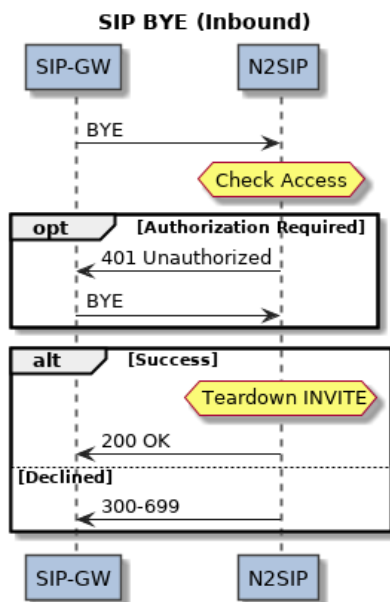 SIP BYE (Inbound)
SIP-GW N2SIP
BYE
Check Access
opt [Authorization Required]
401 Unauthorized
BYE
alt [Success]
Teardown INVITE
200 OK
[Declined]
300-699
SIP-GW N2SIP